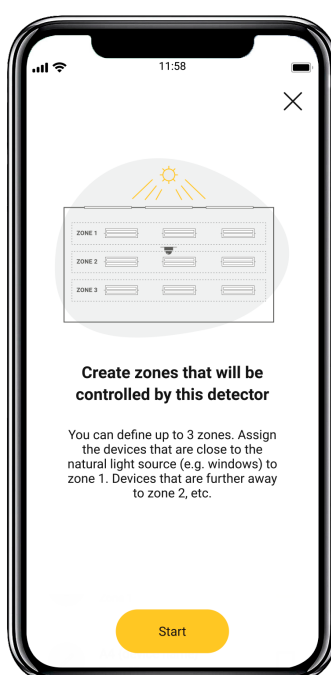 11:58
ZONE 1
ZONE 2
ZONE 3
Create zones that will be
controlled by this detector
You can define up to 3 zones. Assign
the devices that are close to the
natural light source (e.g. windows) to
zone 1. Devices that are further away
to zone 2, etc.
Start